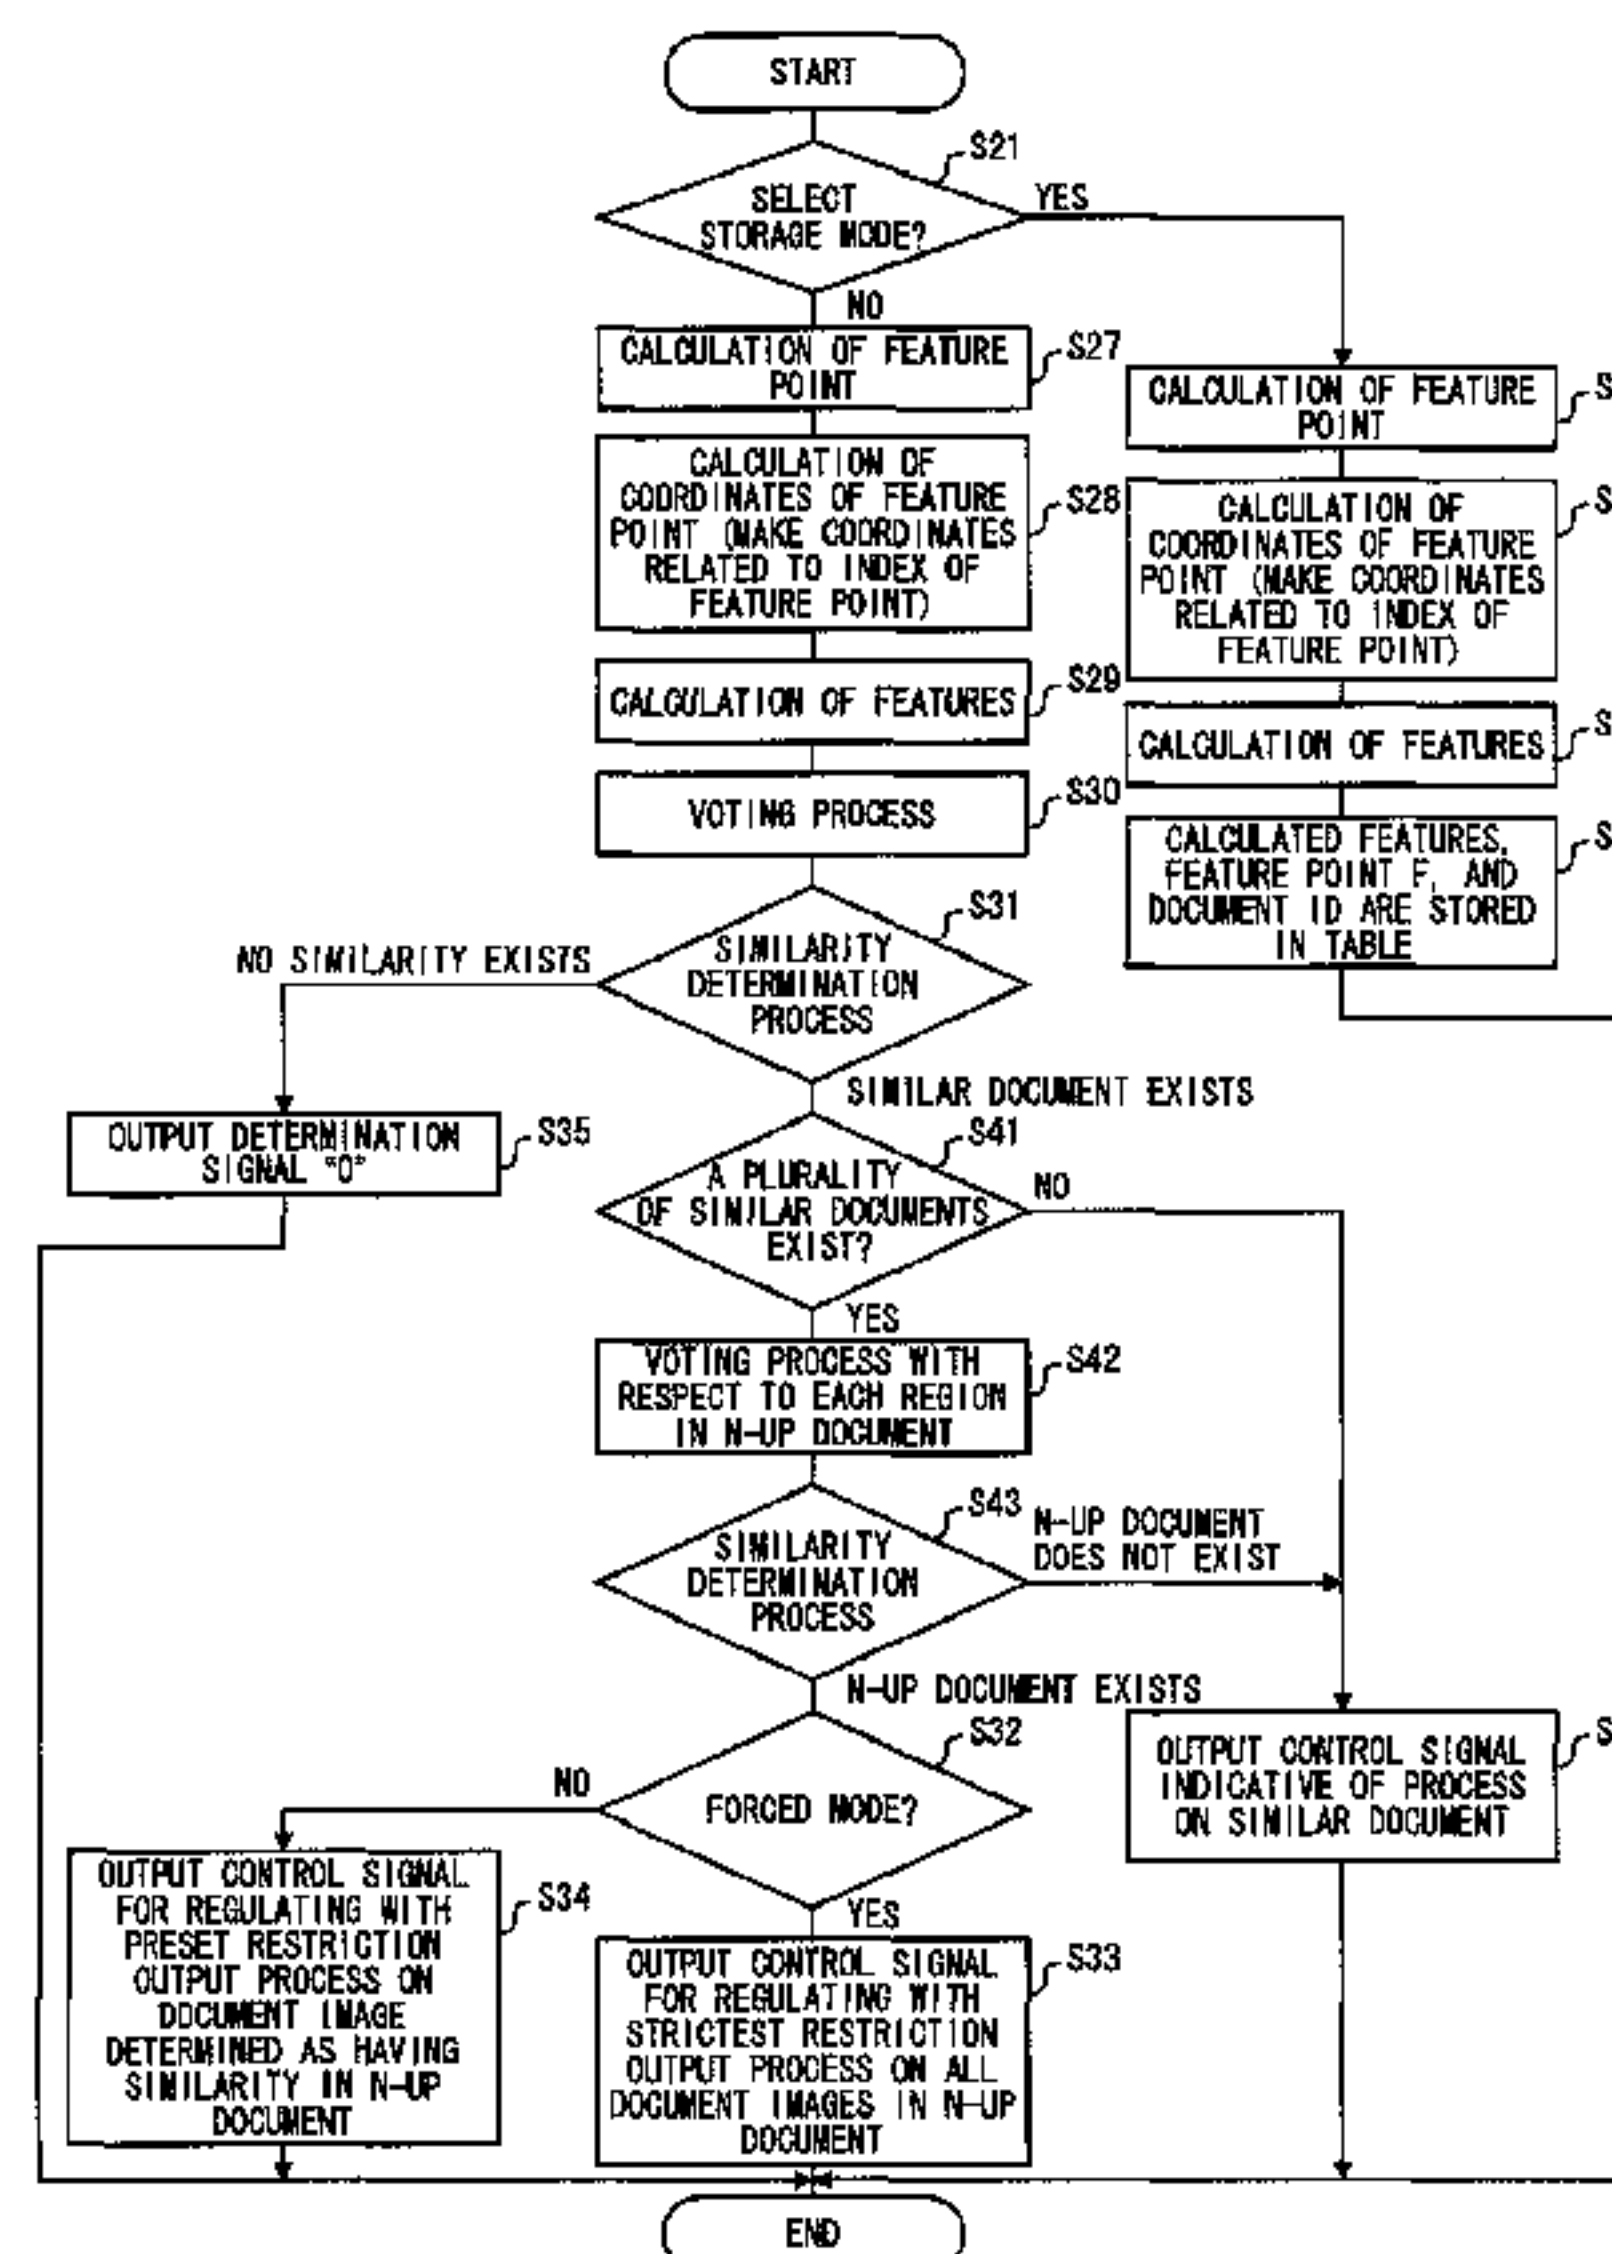 START
S21
SELECT
STORAGE MODE?
YES
NO
CALCULATION OF FEATURE
POINT
S27
CALCULATION OF
COORDINATES OF FEATURE
POINT (MAKE COORDINATES
RELATED TO INDEX OF
FEATURE POINT)
S28
CALCULATION OF FEATURES
S29
VOTING PROCESS
S30
CALCULATION OF FEATURE
POINT
S
CALCULATION OF
COORDINATES OF FEATURE
POINT (MAKE COORDINATES
RELATED TO INDEX OF
FEATURE POINT)
S
CALCULATION OF FEATURES
S
CALCULATED FEATURES,
FEATURE POINT F, AND
DOCUMENT ID ARE STORED
IN TABLE
S
S31
SIMILARITY
DETERMINATION
PROCESS
NO SIMILARITY EXISTS
SIMILAR DOCUMENT EXISTS
OUTPUT DETERMINATION
SIGNAL "0"
S35
S41
A PLURALITY
OF SIMILAR DOCUMENTS
EXIST?
NO
YES
VOTING PROCESS WITH
RESPECT TO EACH REGION
IN N-UP DOCUMENT
S42
S43
SIMILARITY
DETERMINATION
PROCESS
N-UP DOCUMENT
DOES NOT EXIST
N-UP DOCUMENT EXISTS
S32
FORCED MODE?
NO
YES
OUTPUT CONTROL SIGNAL
INDICATIVE OF PROCESS
ON SIMILAR DOCUMENT
S
OUTPUT CONTROL SIGNAL
FOR REGULATING WITH
PRESET RESTRICTION
OUTPUT PROCESS ON
DOCUMENT IMAGE
DETERMINED AS HAVING
SIMILARITY IN N-UP
DOCUMENT
S34
OUTPUT CONTROL SIGNAL
FOR REGULATING WITH
STRICTEST RESTRICTION
OUTPUT PROCESS ON ALL
DOCUMENT IMAGES IN N-UP
DOCUMENT
S33
END